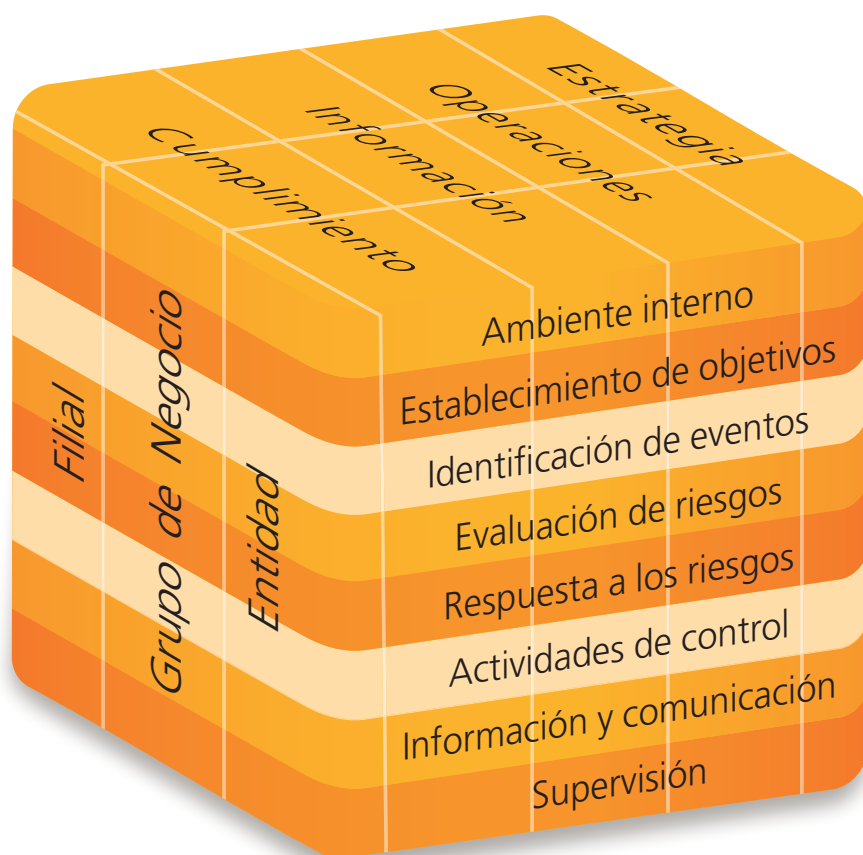 Estrategia
Operaciones
Información
Cumplimiento
Ambiente interno
Establecimiento de objetivos
Identificación de eventos
Evaluación de riesgos
Respuesta a los riesgos
Actividades de control
Información y comunicación
Supervisión
Filial
Grupo de Negocio
Entidad